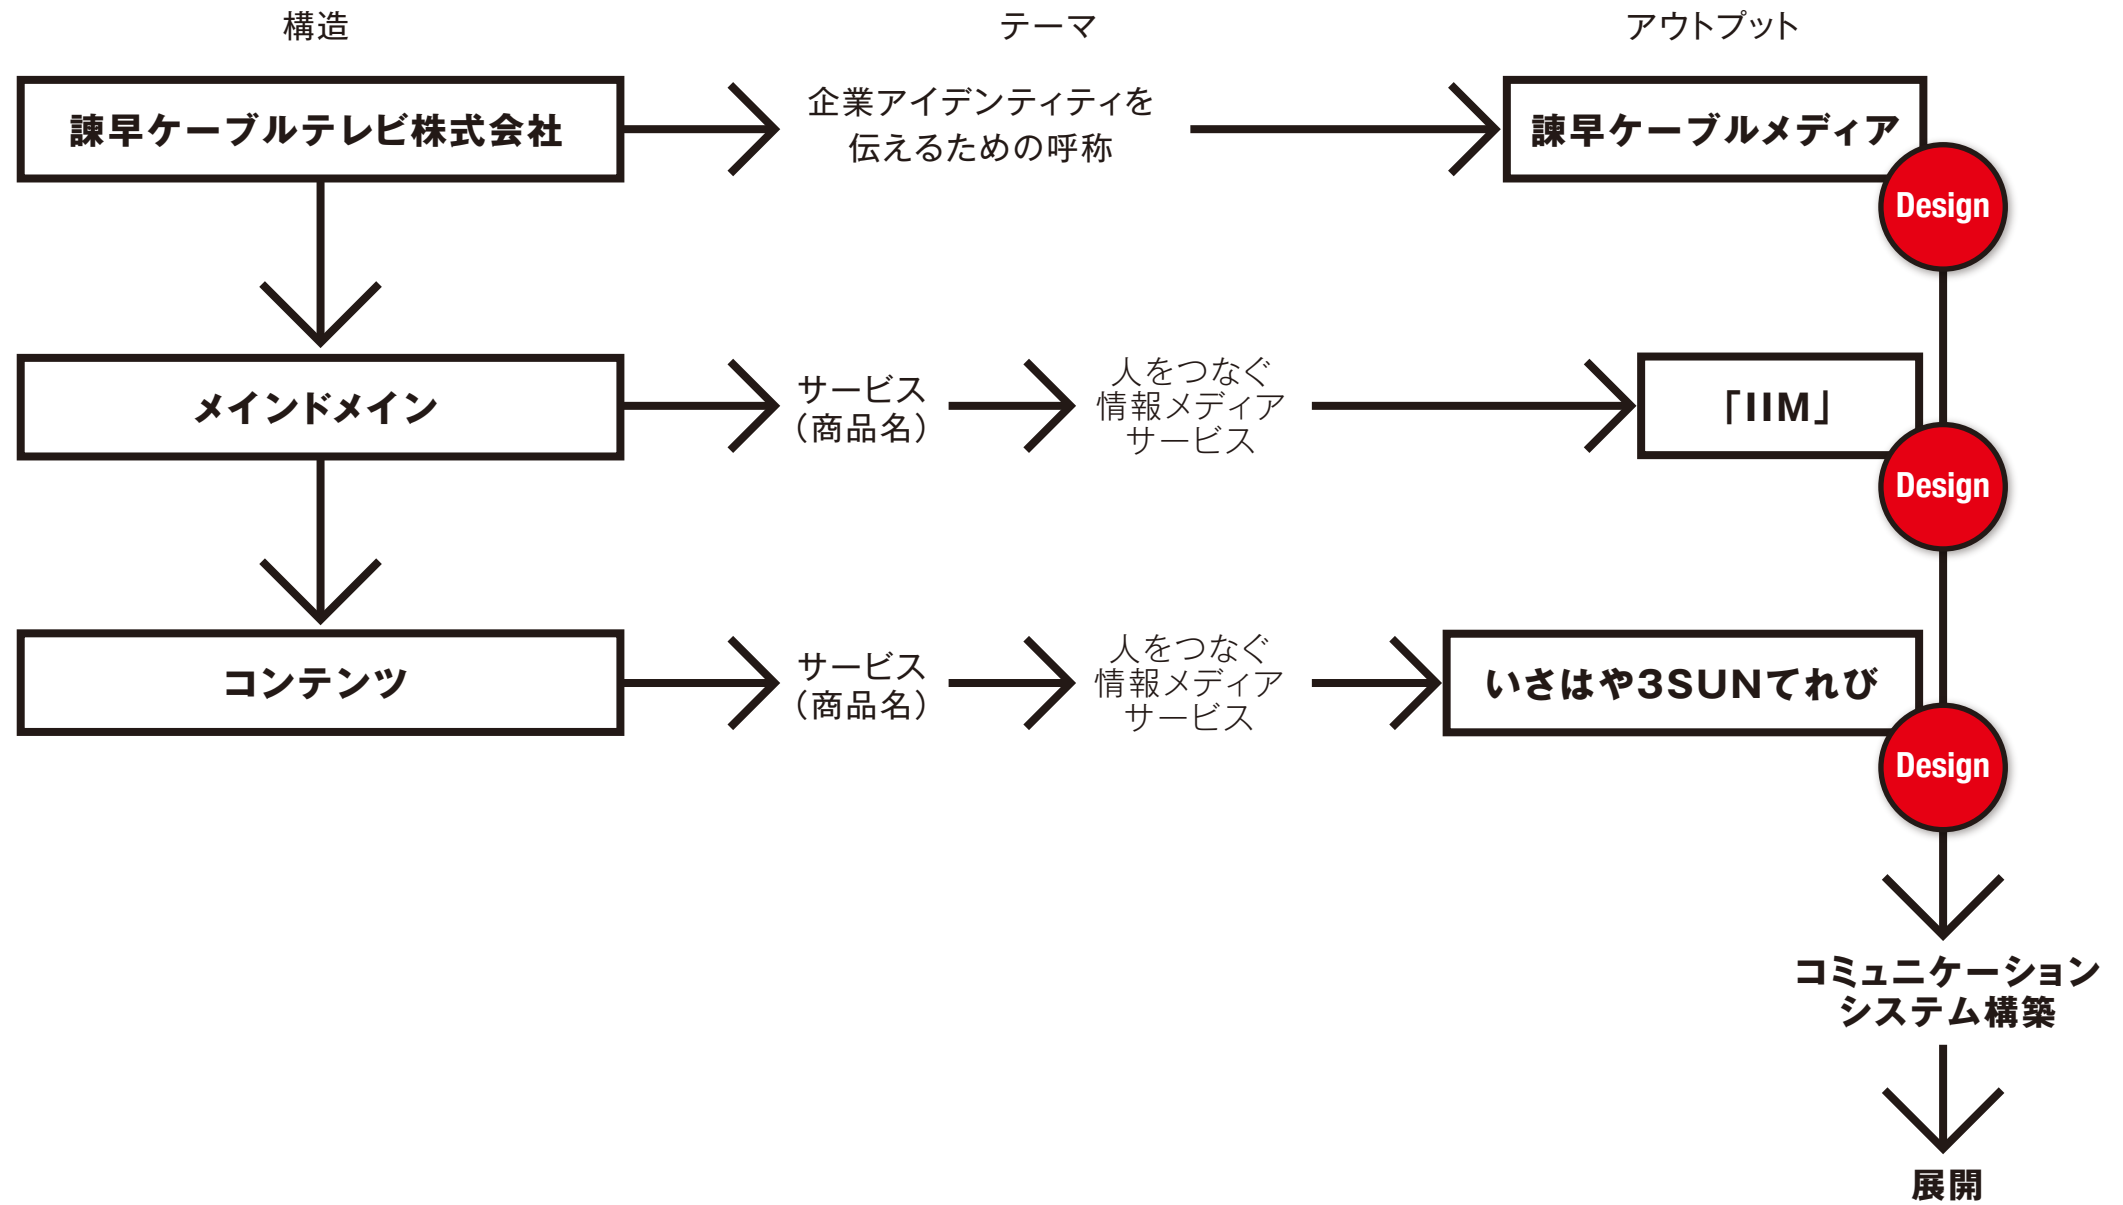 構造
テーマ
アウトプット
諫早ケーブルテレビ株式会社
企業アイデンティティを
伝えるための呼称
諫早ケーブルメディア
Design
メインドメイン
サービス
（商品名）
人をつなぐ
情報メディア
サービス
「IIM」
Design
コンテンツ
サービス
（商品名）
人をつなぐ
情報メディア
サービス
いさはや3SUNてれび
Design
コミュニケーション
システム構築
展開